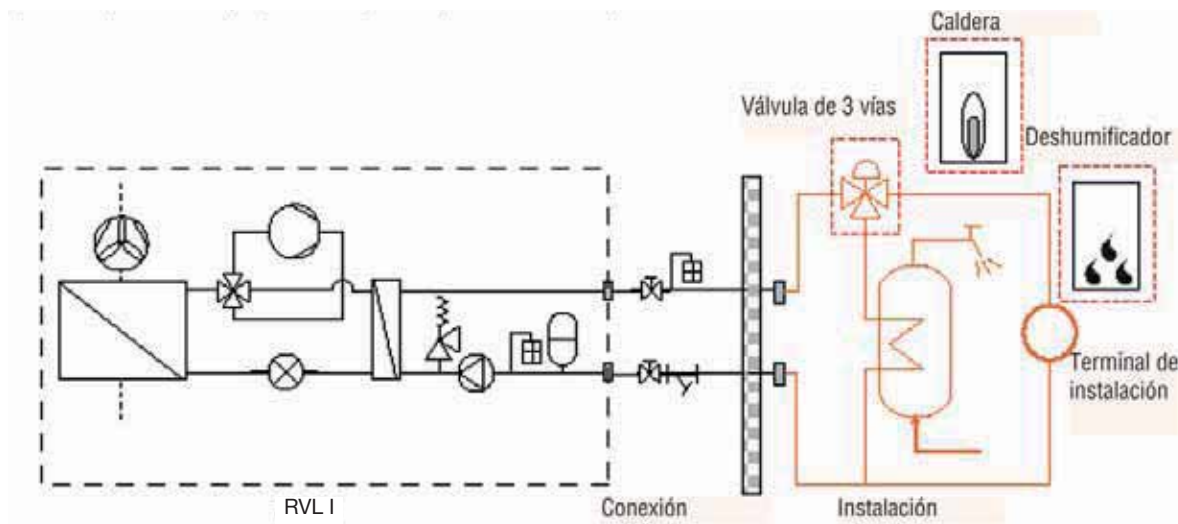 Caldera
Válvula de 3 vías
Deshumificador
Terminal de
instalación
RVL I
Conexión
Instalación